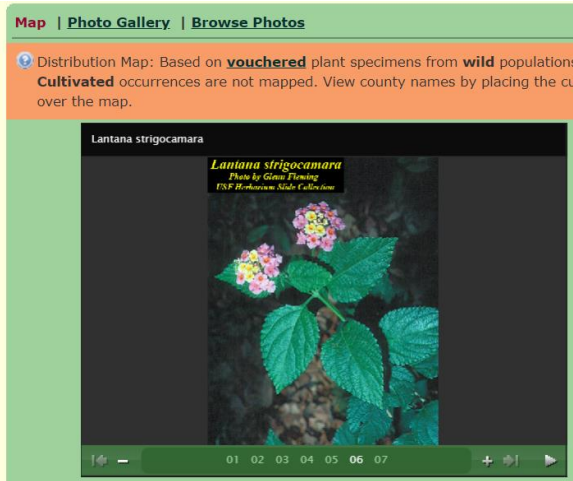 Map | Photo Gallery | Browse Photos
Distribution Map: Based on vouchered plant specimens from wild populations
Cultivated occurrences are not mapped. View county names by placing the cu
over the map.
Lantana strigocamara
Lantana strigocamara
Photo by Glenn Fleming
USF Herbarium Slide Collection
01 02 03 04 05 06 07